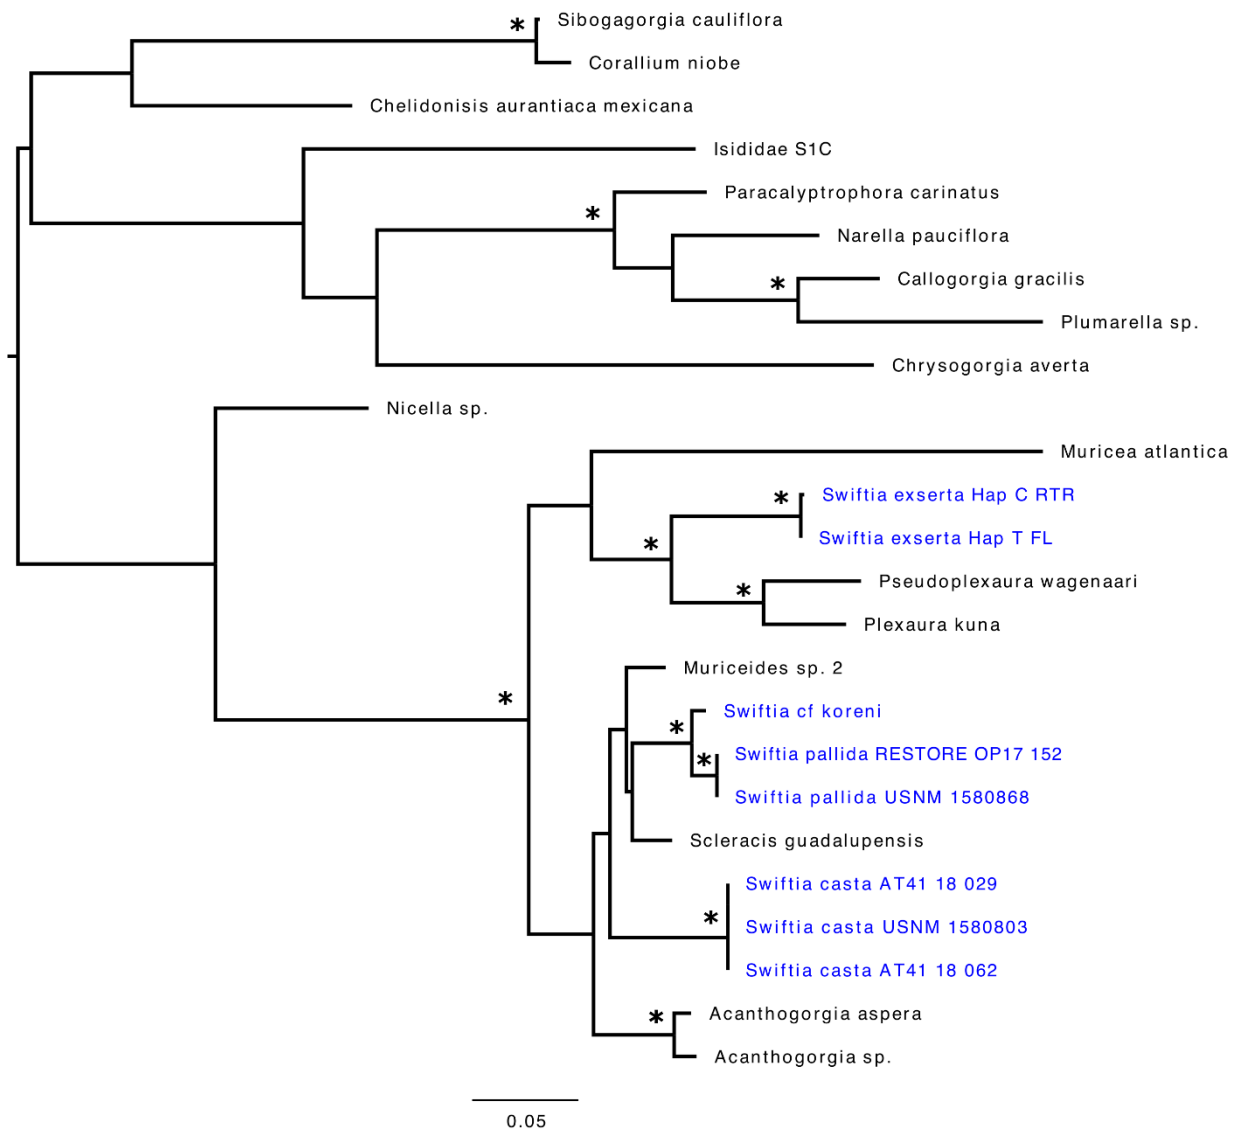 * Sibogagorgia cauliflora
Corallium niobe
Chelidonisis aurantiaca mexicana
Isididae S1C
Paracalyptrophora carinatus
*
Narella pauciflora
Callogorgia gracilis
*
Plumarella sp.
Chrysogorgia averta
Nicella sp.
Muricea atlantica
* Swiftia exserta Hap C RTR
Swiftia exserta Hap T FL
*
Pseudoplexaura wagenaari
*
Plexaura kuna
Muriceides sp. 2
*
Swiftia cf koreni
*
Swiftia pallida RESTORE OP17 152
*
Swiftia pallida USNM 1580868
Scleracis guadalupensis
Swiftia casta AT41 18 029
*
Swiftia casta USNM 1580803
Swiftia casta AT41 18 062
* Acanthogorgia aspera
Acanthogorgia sp.
0.05